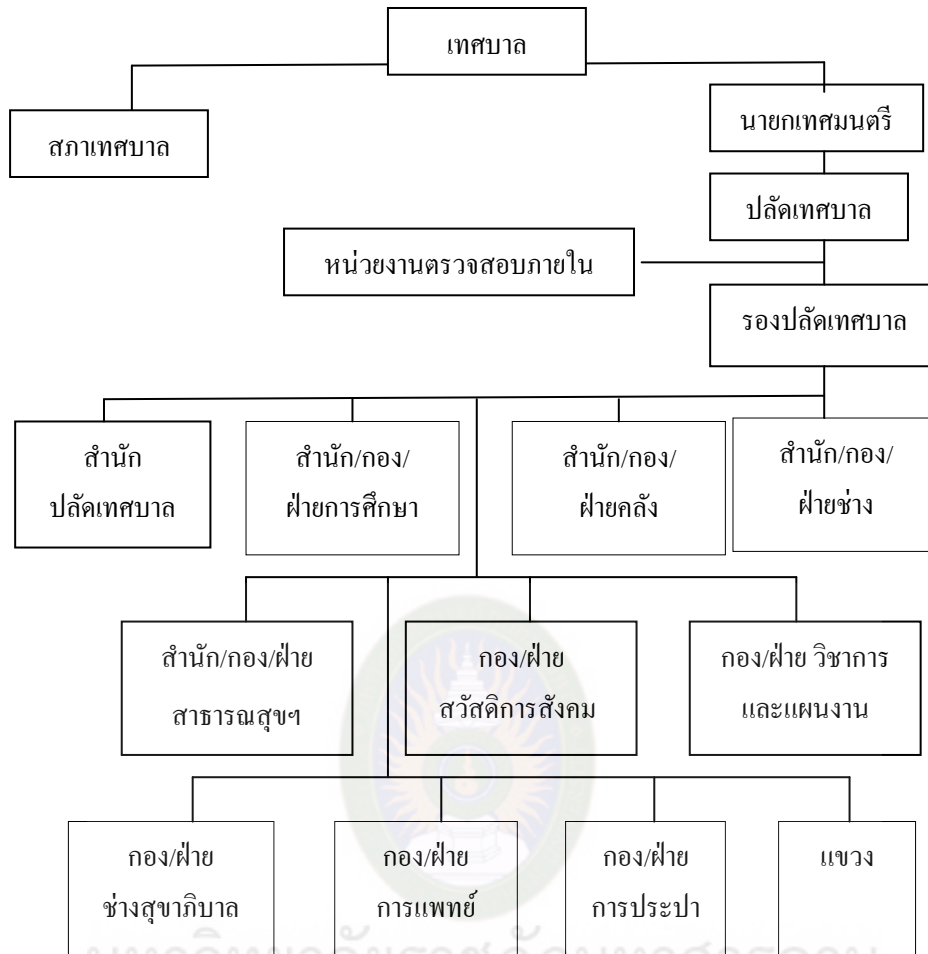 เทศบาล
สภาเทศบาล
นายกเทศมนตรี
ปลัดเทศบาล
หน่วยงานตรวจสอบภายใน
รองปลัดเทศบาล
สำนัก
ปลัดเทศบาล
สำนัก/กอง/
ฝ่ายการศึกษา
สำนัก/กอง/
ฝ่ายคลัง
สำนัก/กอง/
ฝ่ายช่าง
สำนัก/กอง/ฝ่าย
สาธารณสุขฯ
กอง/ฝ่าย
สวัสดิการสังคม
กอง/ฝ่าย วิชาการ
และแผนงาน
กอง/ฝ่าย
ช่างสุขาภิบาล
กอง/ฝ่าย
การแพทย์
กอง/ฝ่าย
การประปา
แขวง